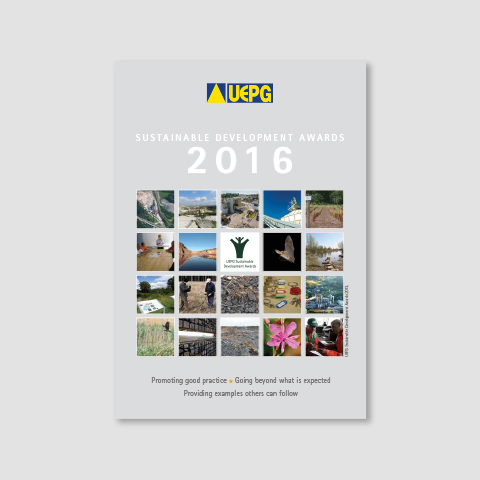 UEPG
SUSTAINABLE DEVELOPMENT AWARDS
2016
UEPG Sustainable
Development Awards
Promoting good practice • Going beyond what is expected
Providing examples others can follow